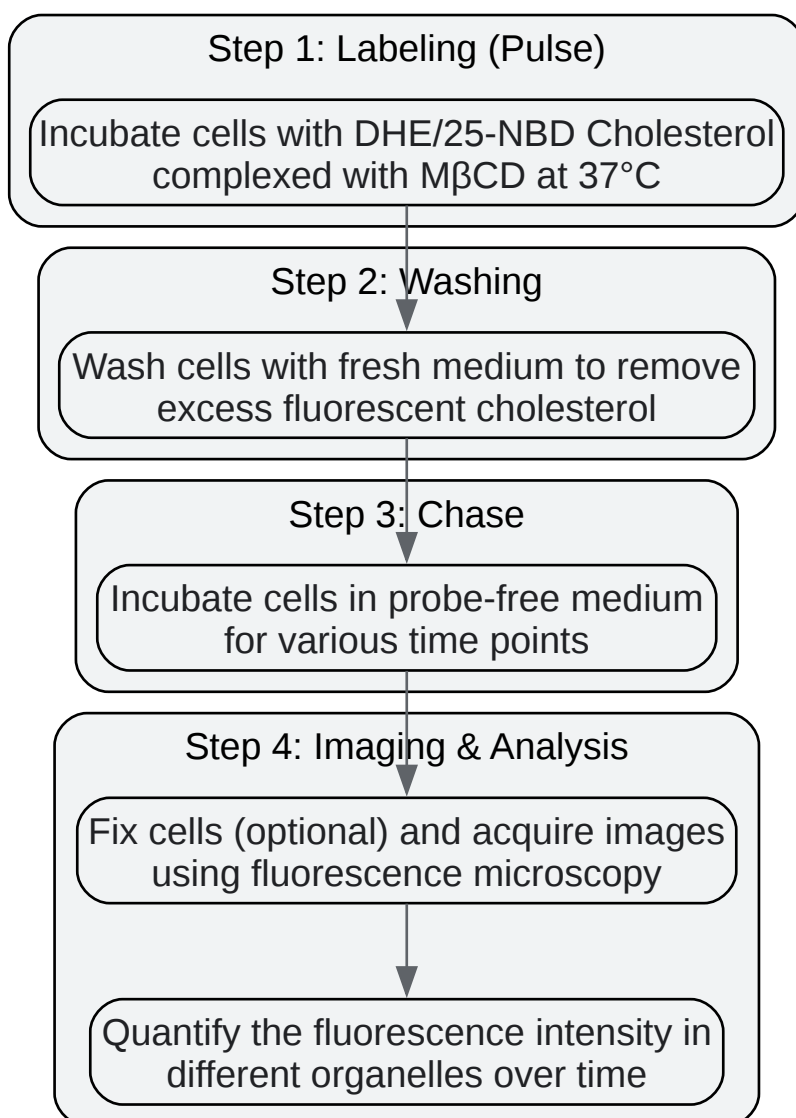 Step 1: Labeling (Pulse)
Incubate cells with DHE/25-NBD Cholesterol
complexed with MβCD at 37°C
Step 2: Washing
Wash cells with fresh medium to remove
excess fluorescent cholesterol
Step 3: Chase
Incubate cells in probe-free medium
for various time points
Step 4: Imaging & Analysis
Fix cells (optional) and acquire images
using fluorescence microscopy
Quantify the fluorescence intensity in
different organelles over time